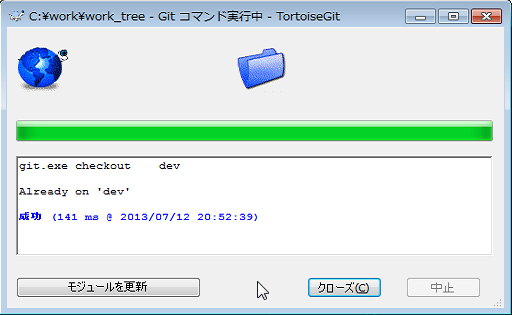 C:¥work¥work_tree - Git コマンド実行中 - TortoiseGit
git.exe checkout    dev
Already on 'dev'
成功 (141 ms @ 2013/07/12 20:52:39)
モジュールを更新
クローズ(C)
中止